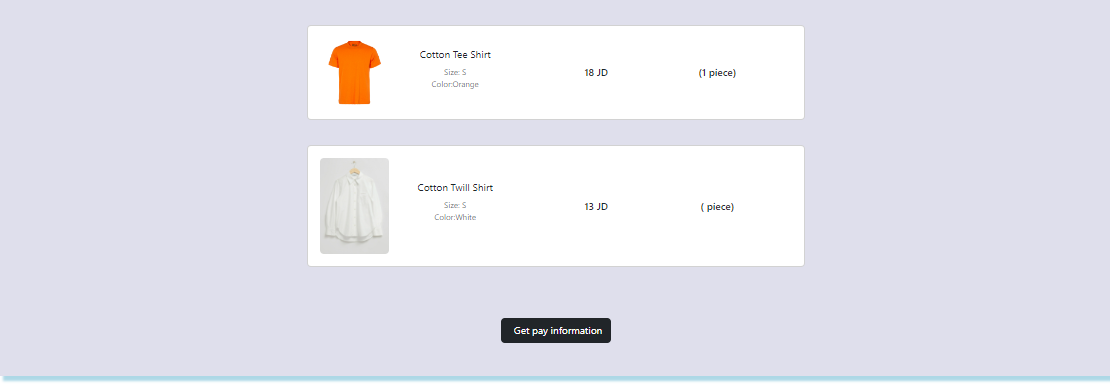 Cotton Tee Shirt
Size: S
Color:Orange
18 JD
(1 piece)
Cotton Twill Shirt
Size: S
Color:White
13 JD
( piece)
Get pay information